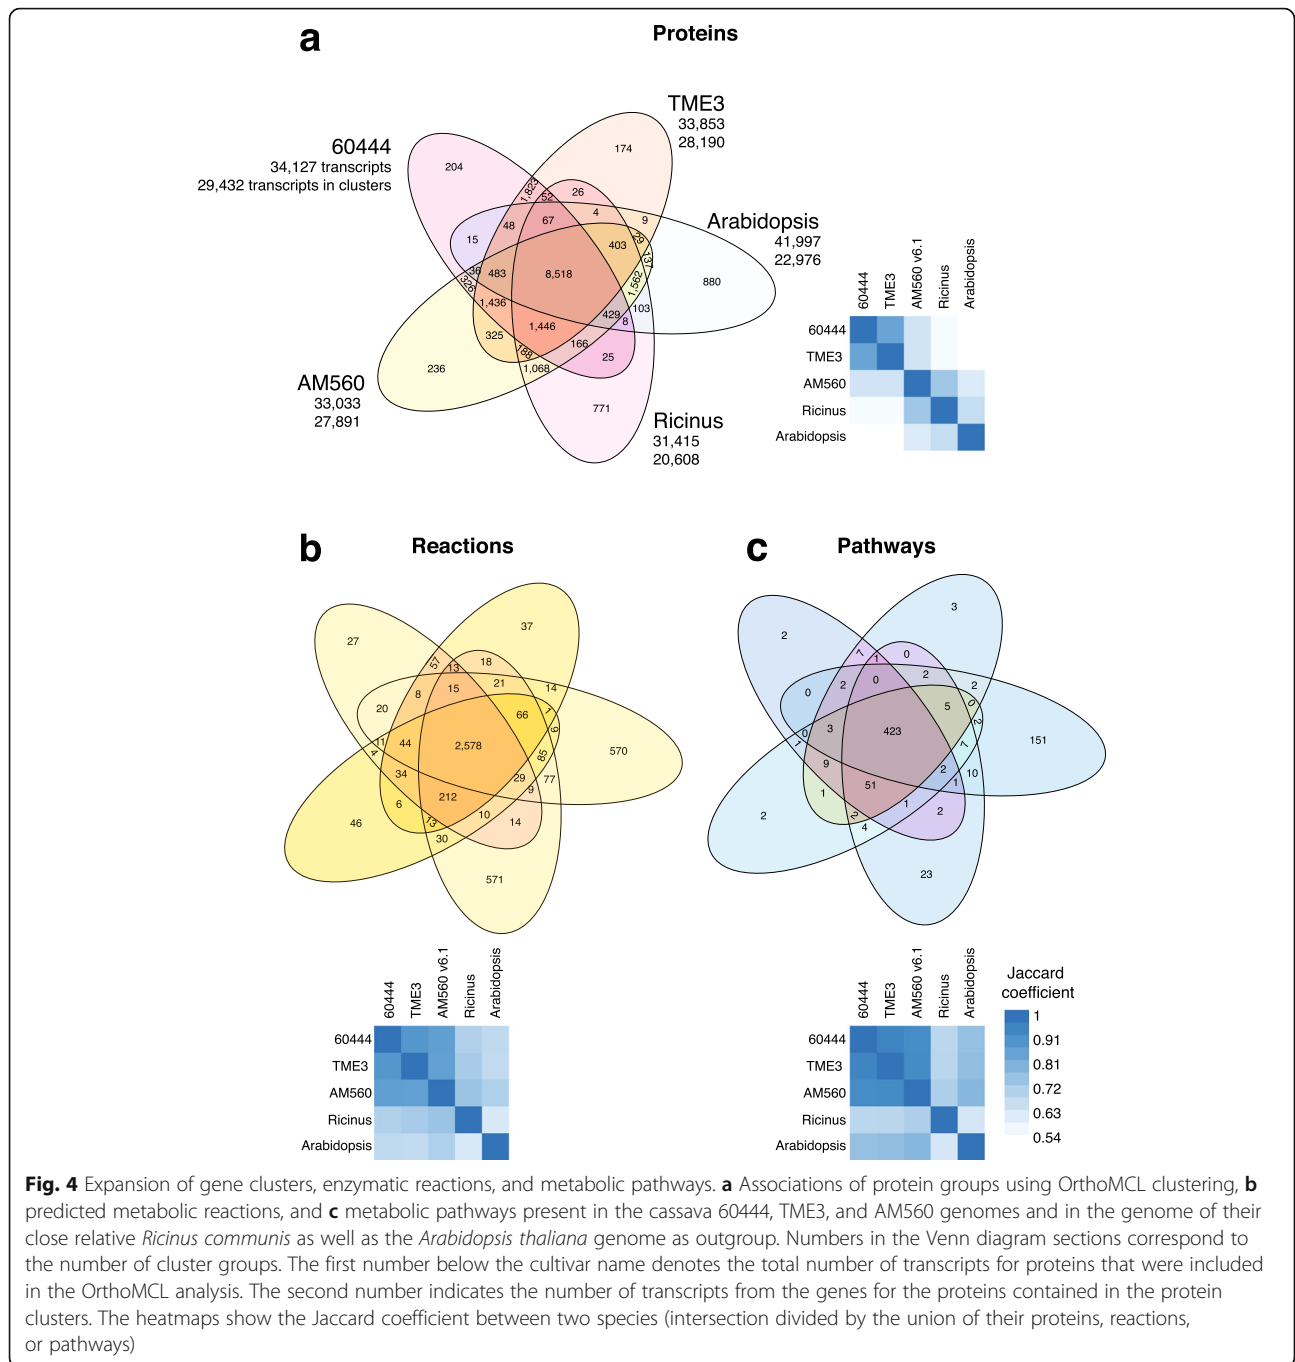 a
Proteins
TME3
33,853
28,190
60444
34,127 transcripts
29,432 transcripts in clusters
Arabidopsis
41,997
22,976
AM560
33,033
27,891
Ricinus
31,415
20,608
204
174
1,823
52
26
4
9
67
48
15
403
29
137
36
483
8,518
1,562
880
326
1,436
429
103
8
325
1,446
166
188
1,068
25
236
771
60444
TME3
AM560 v6.1
Ricinus
Arabidopsis
60444
TME3
AM560
Ricinus
Arabidopsis
b
Reactions
27
37
57
13
18
21
14
15
8
20
66
1
9
11
44
2,578
85
570
4
34
29
77
9
6
212
10
14
13
30
46
571
60444
TME3
AM560 v6.1
Ricinus
Arabidopsis
60444
TME3
AM560
Ricinus
Arabidopsis
c
Pathways
2
3
7
1
0
2
2
0
2
0
5
0
2
0
3
423
7
151
1
9
2
10
1
1
51
1
2
2
4
2
23
60444
TME3
AM560 v6.1
Ricinus
Arabidopsis
60444
TME3
AM560
Ricinus
Arabidopsis
Jaccard
coefficient
1
0.91
0.81
0.72
0.63
0.54
Fig. 4 Expansion of gene clusters, enzymatic reactions, and metabolic pathways. a Associations of protein groups using OrthoMCL clustering, b
predicted metabolic reactions, and c metabolic pathways present in the cassava 60444, TME3, and AM560 genomes and in the genome of their
close relative Ricinus communis as well as the Arabidopsis thaliana genome as outgroup. Numbers in the Venn diagram sections correspond to
the number of cluster groups. The first number below the cultivar name denotes the total number of transcripts for proteins that were included
in the OrthoMCL analysis. The second number indicates the number of transcripts from the genes for the proteins contained in the protein
clusters. The heatmaps show the Jaccard coefficient between two species (intersection divided by the union of their proteins, reactions,
or pathways)